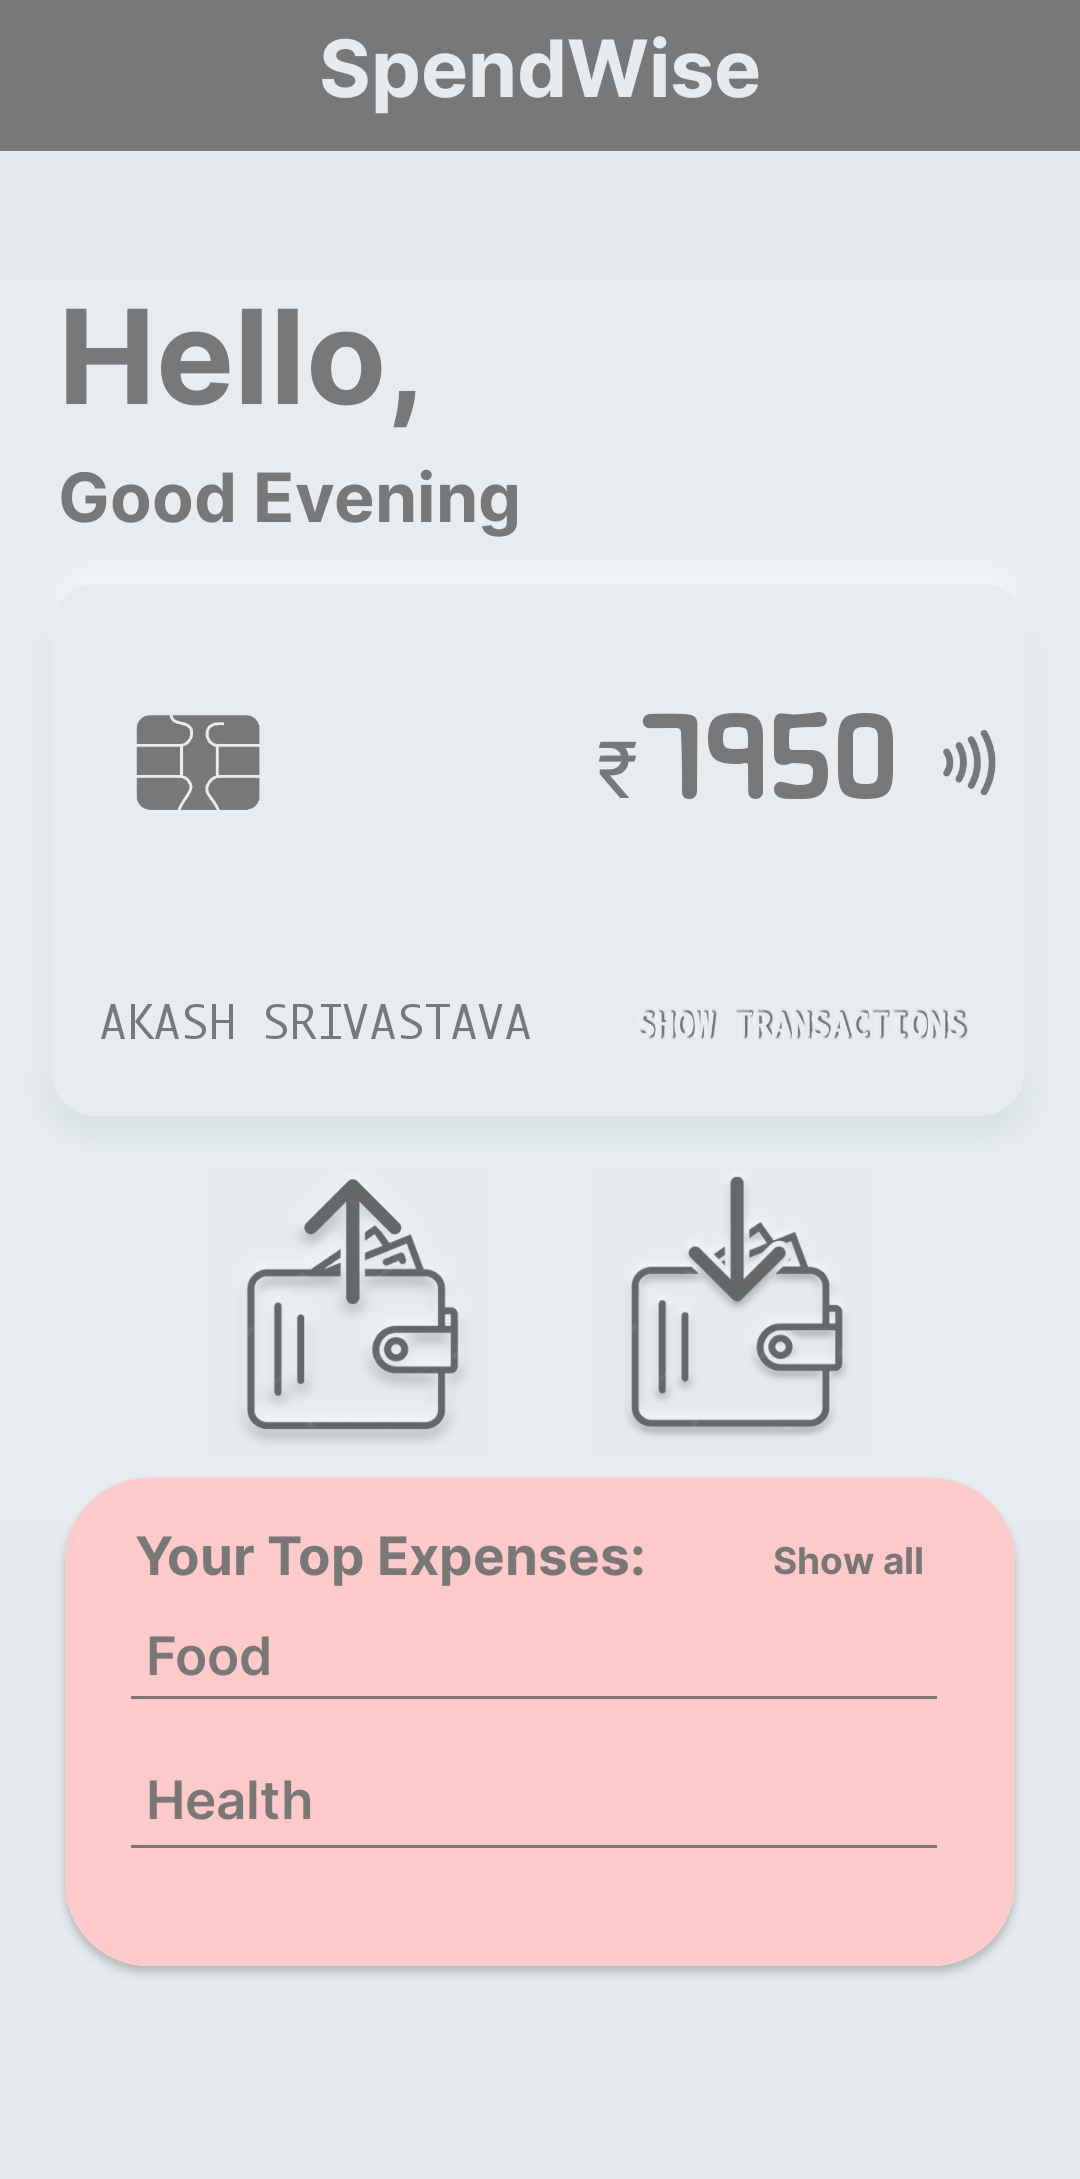 SpendWise
Hello,
Good Evening
₹7950
AKASH SRIVASTAVA
SHOW TRANSACTIONS
Your Top Expenses:
Show all
Food
Health